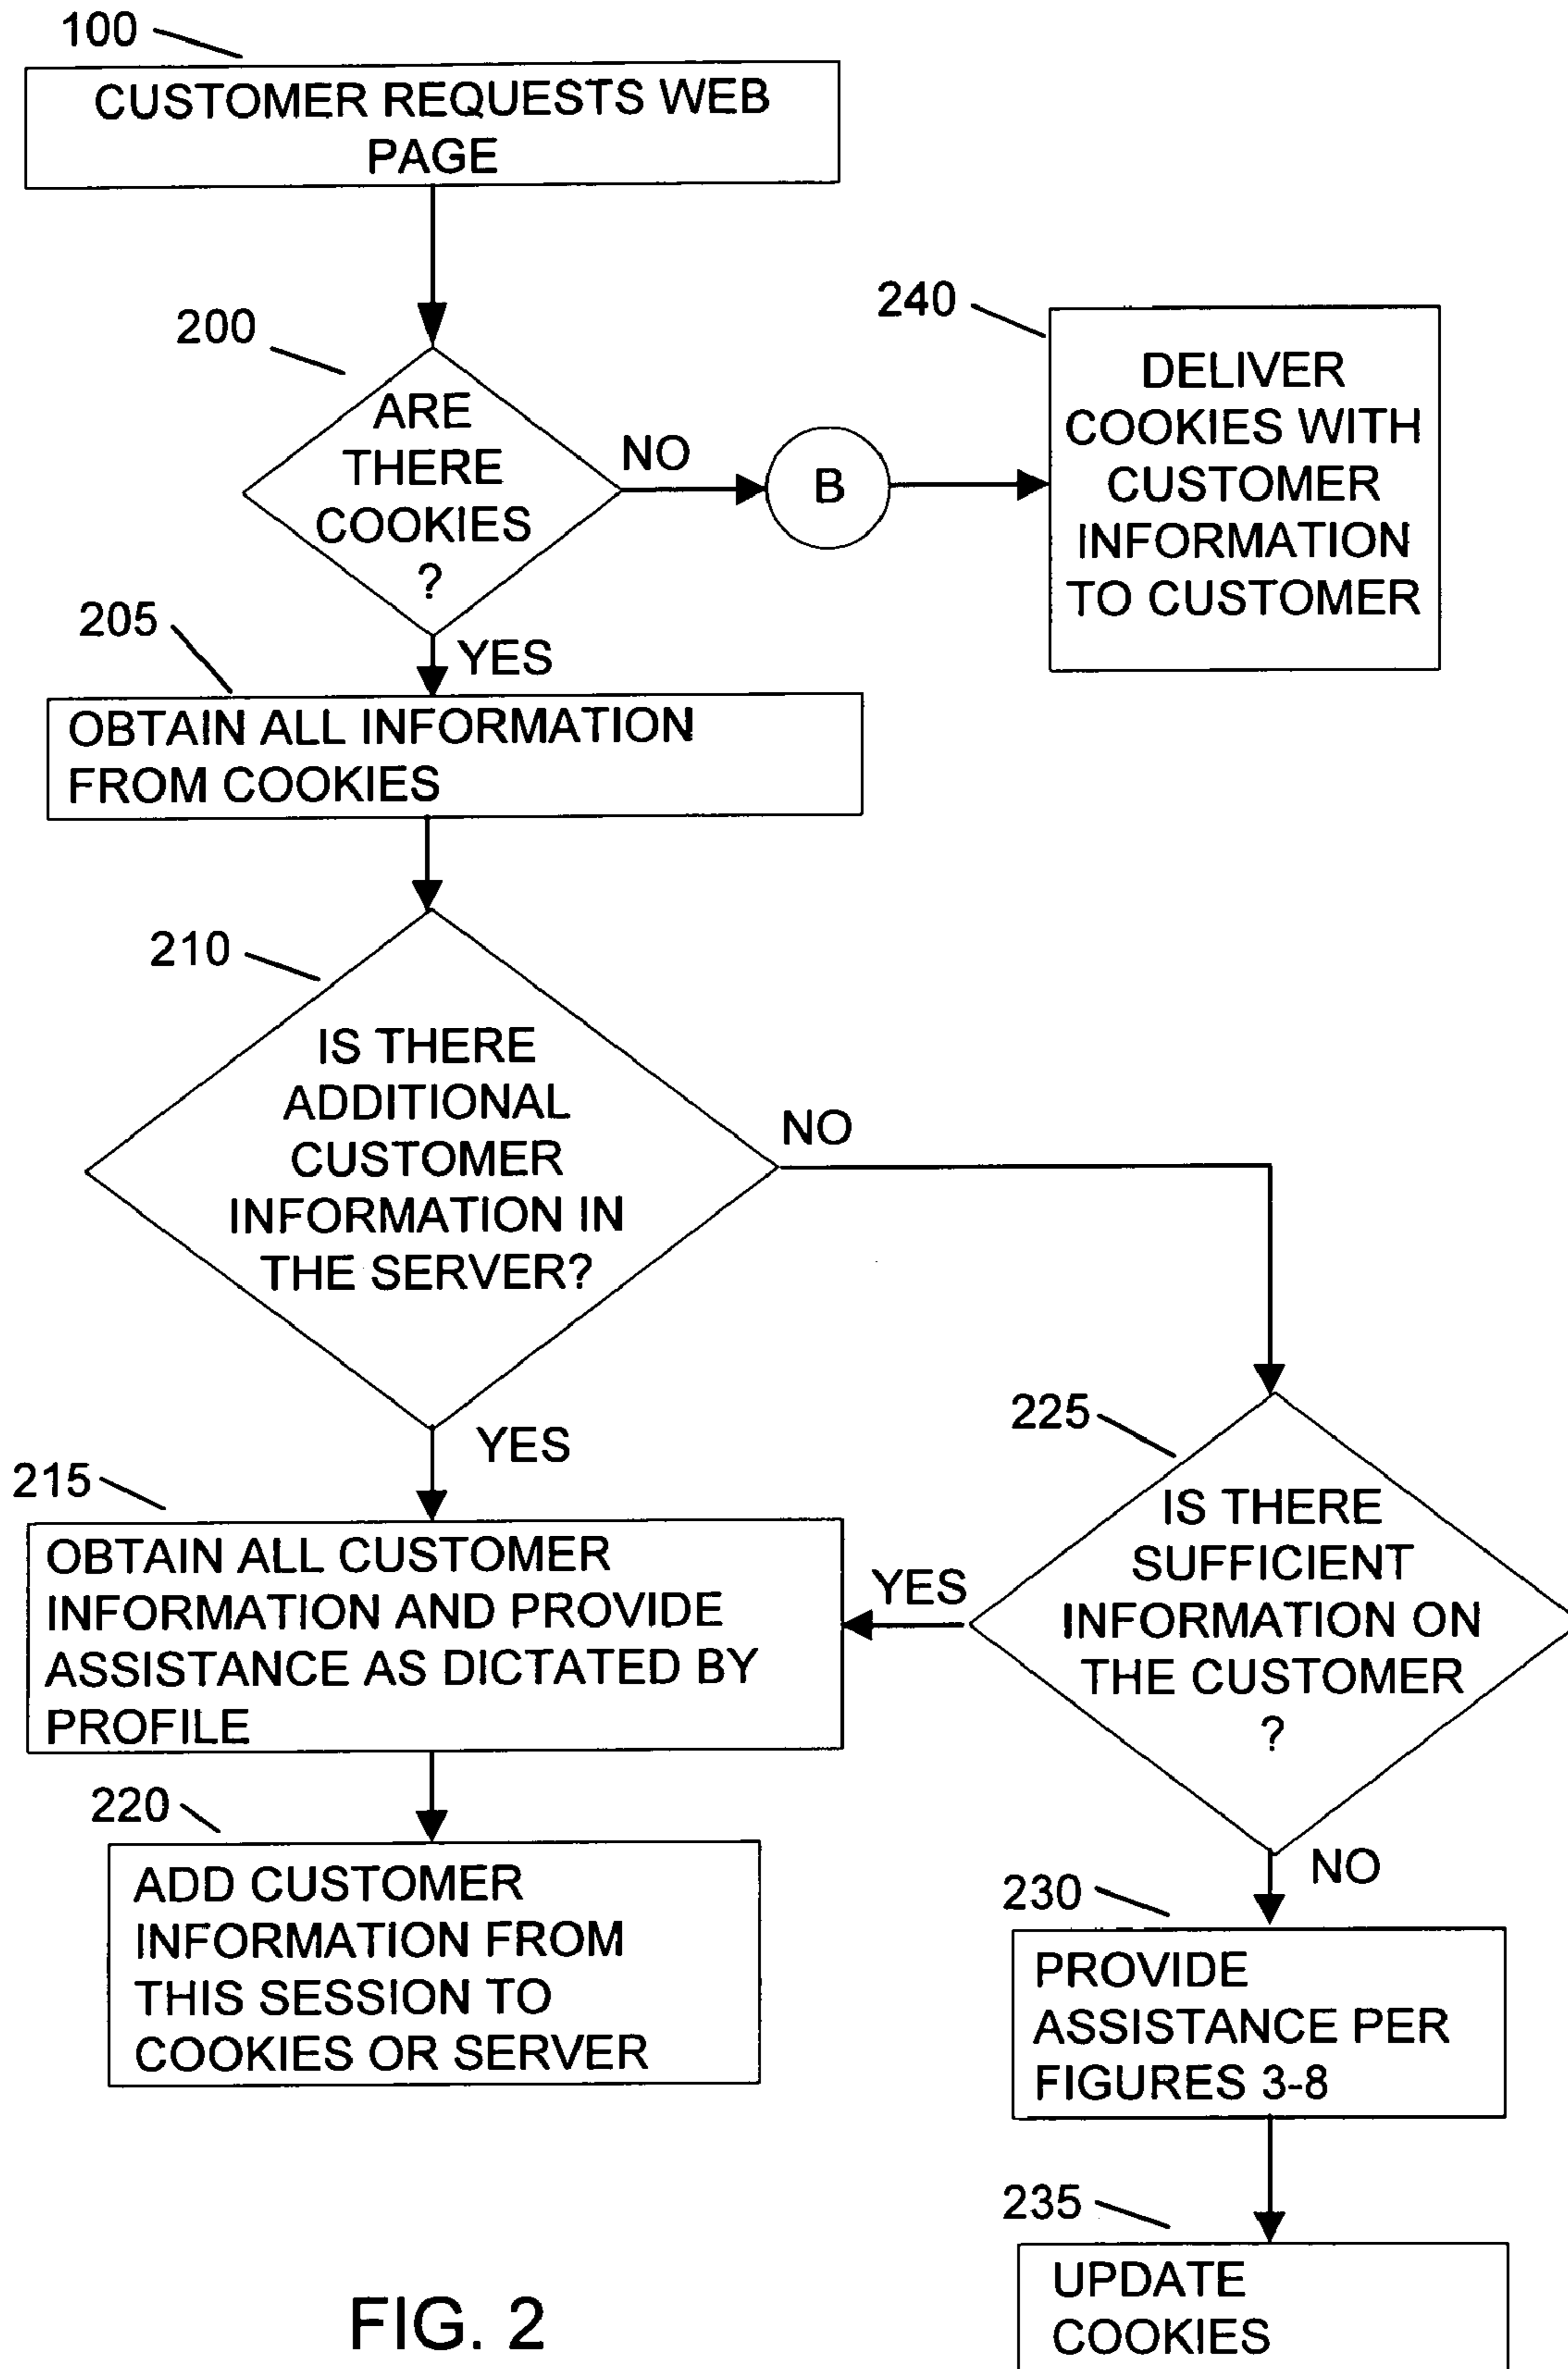 100
CUSTOMER REQUESTS WEB
PAGE
200
ARE
THERE
COOKIES
?
NO
B
240
DELIVER
COOKIES WITH
CUSTOMER
INFORMATION
TO CUSTOMER
YES
205
OBTAIN ALL INFORMATION
FROM COOKIES
210
IS THERE
ADDITIONAL
CUSTOMER
INFORMATION IN
THE SERVER?
NO
YES
215
OBTAIN ALL CUSTOMER
INFORMATION AND PROVIDE
ASSISTANCE AS DICTATED BY
PROFILE
225
IS THERE
SUFFICIENT
INFORMATION ON
THE CUSTOMER
?
YES
NO
220
ADD CUSTOMER
INFORMATION FROM
THIS SESSION TO
COOKIES OR SERVER
230
PROVIDE
ASSISTANCE PER
FIGURES 3-8
235
UPDATE
COOKIES
FIG. 2